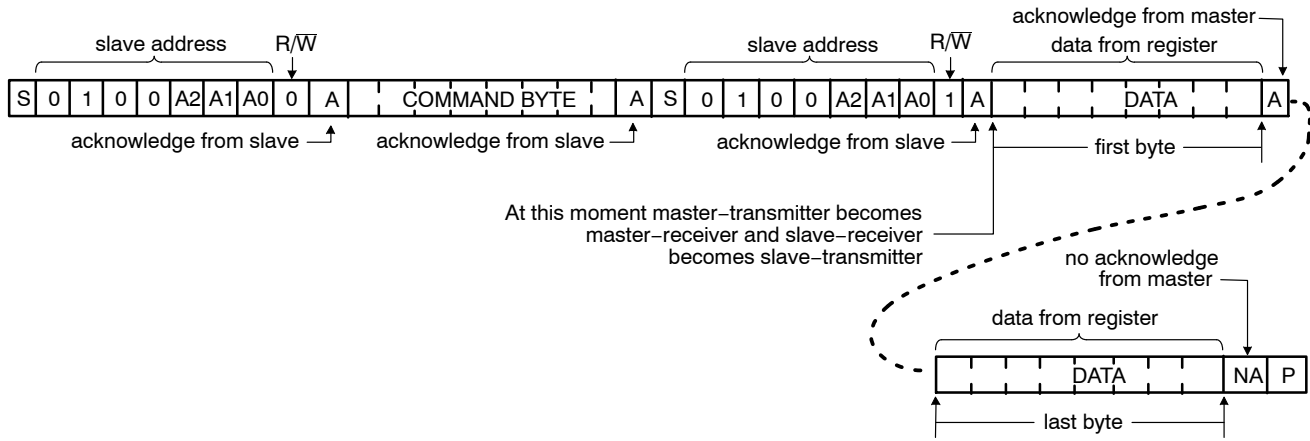 acknowledge from master
slave address R/W̅ slave address R/W̅ data from register
S 0 1 0 0 A2 A1 A0 0 A COMMAND BYTE A S 0 1 0 0 A2 A1 A0 1 A DATA A
acknowledge from slave acknowledge from slave acknowledge from slave first byte
At this moment master−transmitter becomes
master−receiver and slave−receiver
becomes slave−transmitter
no acknowledge
from master
data from register
DATA NA P
last byte